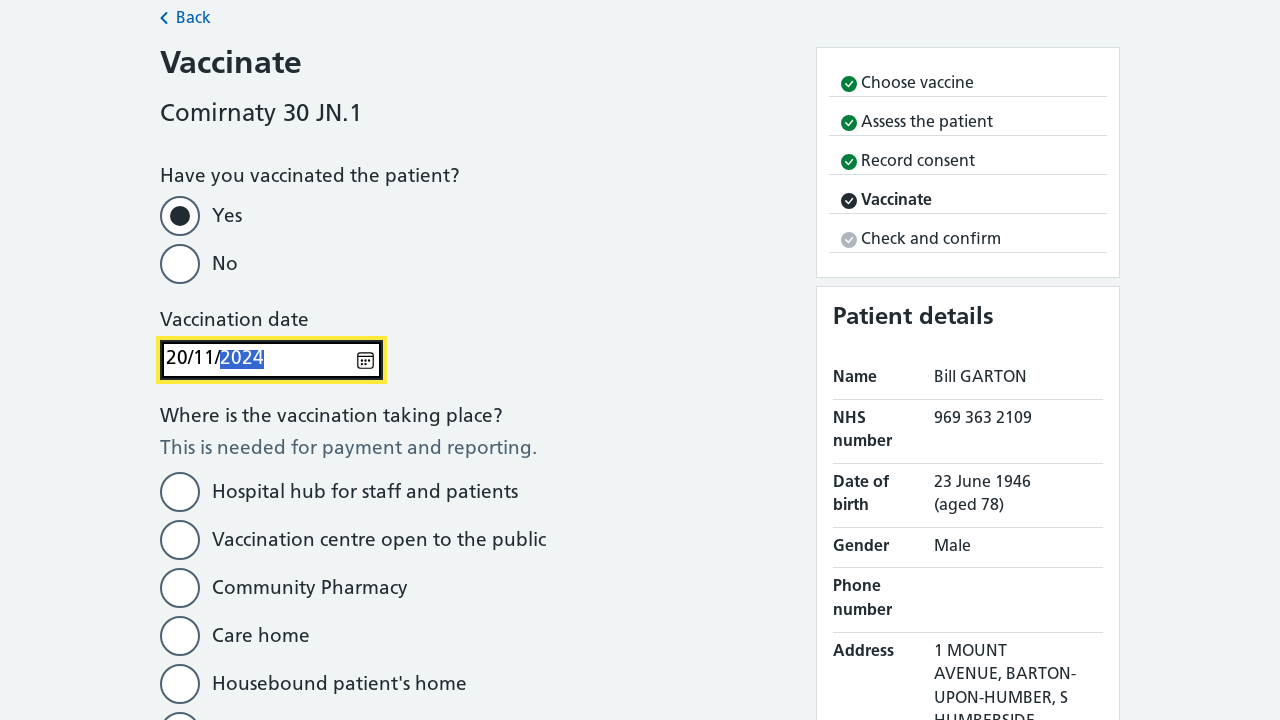 Back
Vaccinate
Comirnaty 30 JN.1
Have you vaccinated the patient?
Yes
No
Vaccination date
20/11/2024
Where is the vaccination taking place?
This is needed for payment and reporting.
Hospital hub for staff and patients
Vaccination centre open to the public
Community Pharmacy
Care home
Housebound patient's home
Choose vaccine
Assess the patient
Record consent
Vaccinate
Check and confirm
Patient details
Name Bill GARTON
NHS number 969 363 2109
Date of birth 23 June 1946 (aged 78)
Gender Male
Phone number
Address 1 MOUNT
AVENUE, BARTON-
UPON-HUMBER, S
HUMBERSIDE